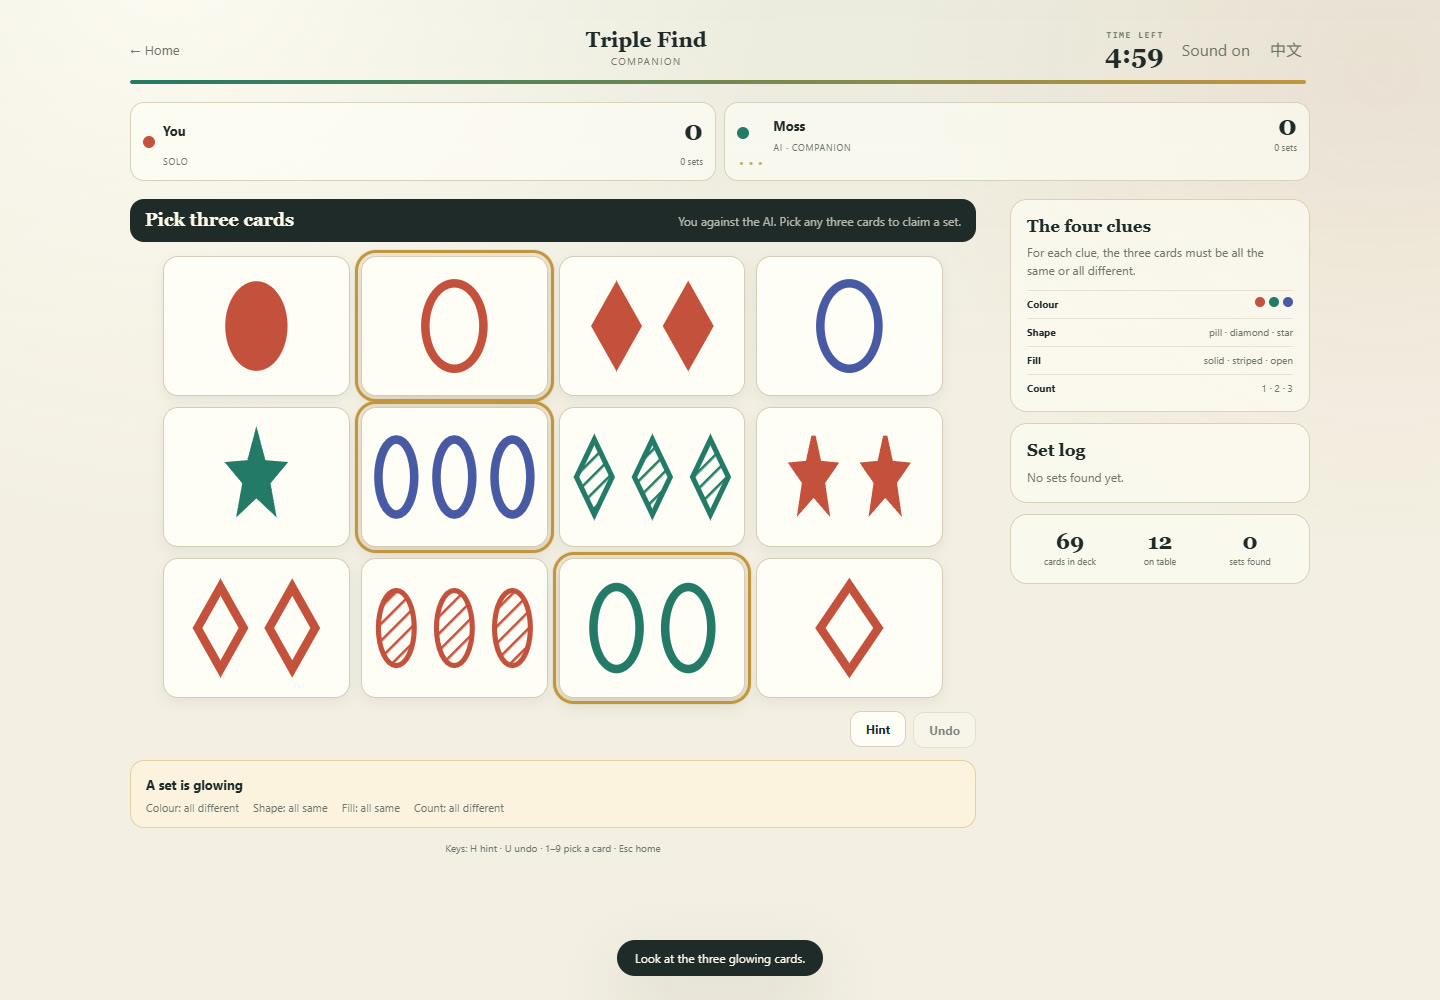 ← Home
Triple Find
COMPANION
TIME LEFT
4:59
Sound on
中文
You
0
SOLO
0 sets
Moss
0
AI · COMPANION
0 sets
Pick three cards
You against the AI. Pick any three cards to claim a set.
The four clues
For each clue, the three cards must be all the
same or all different.
Colour
Shape
pill · diamond · star
Fill
solid · striped · open
Count
1 · 2 · 3
Set log
No sets found yet.
69
12
0
cards in deck
on table
sets found
Hint
Undo
A set is glowing
Colour: all different Shape: all same Fill: all same Count: all different
Keys: H hint · U undo · 1–9 pick a card · Esc home
Look at the three glowing cards.